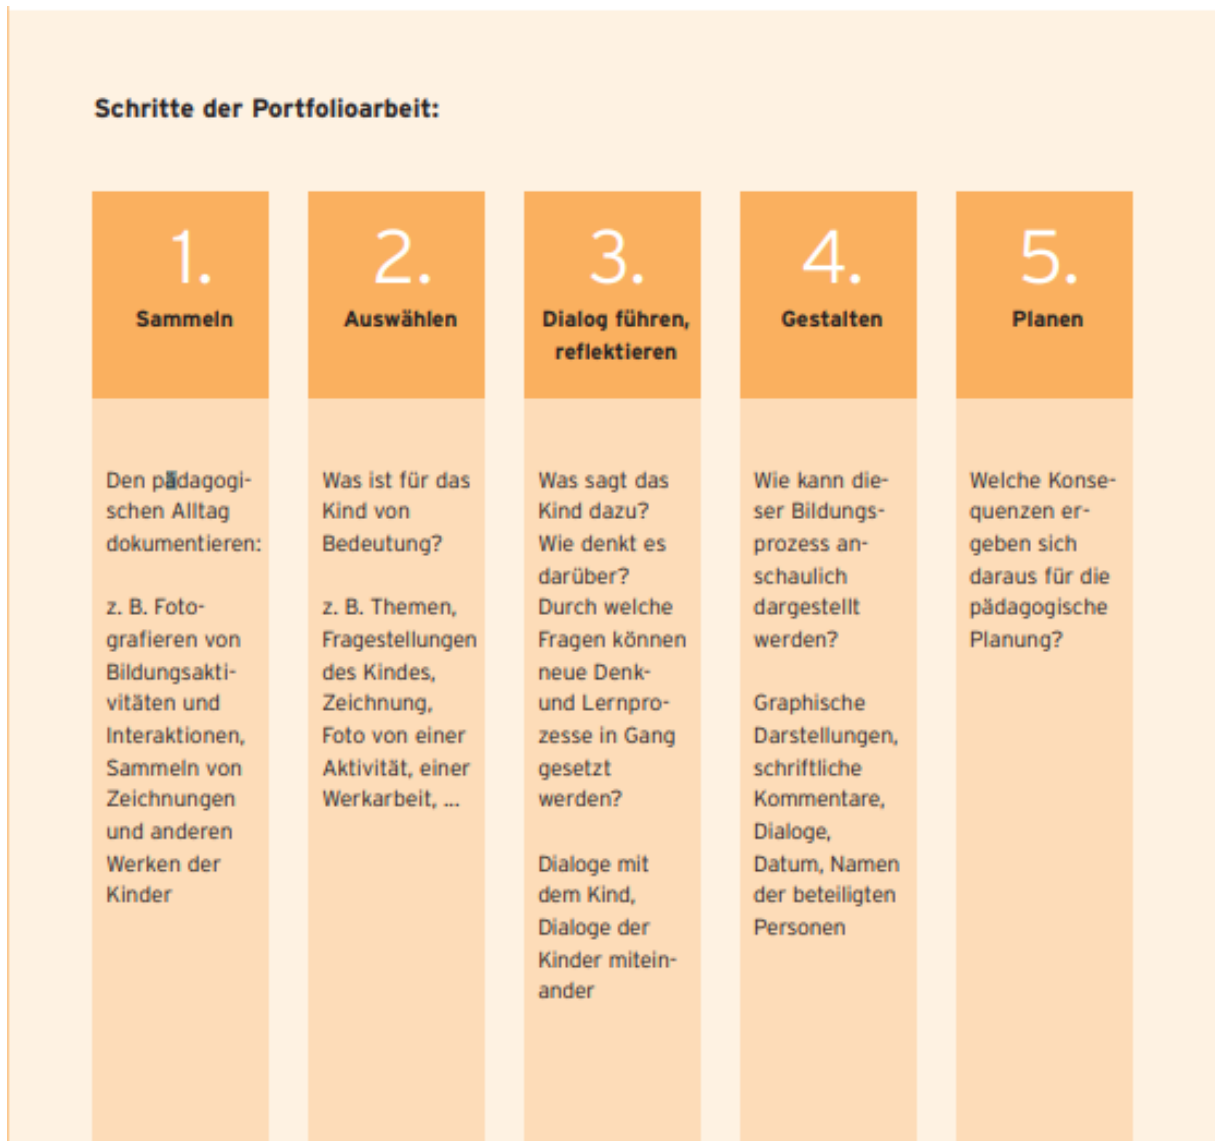 Schritte der Portfolioarbeit:
1.
Sammeln
Den pädagogi-
schen Alltag
dokumentieren:
z. B. Foto-
grafieren von
Bildungsakti-
vitäten und
Interaktionen,
Sammeln von
Zeichnungen
und anderen
Werken der
Kinder
2.
Auswählen
Was ist für das
Kind von
Bedeutung?
z. B. Themen,
Fragestellungen
des Kindes,
Zeichnung,
Foto von einer
Aktivität, einer
Werkarbeit, ...
3.
Dialog führen,
reflektieren
Was sagt das
Kind dazu?
Wie denkt es
darüber?
Durch welche
Fragen können
neue Denk-
und Lernpro-
zesse in Gang
gesetzt
werden?
Dialoge mit
dem Kind,
Dialoge der
Kinder mitein-
ander
4.
Gestalten
Wie kann die-
ser Bildungs-
prozess an-
schaulich
dargestellt
werden?
Graphische
Darstellungen,
schriftliche
Kommentare,
Dialoge,
Datum, Namen
der beteiligten
Personen
5.
Planen
Welche Konse-
quenzen er-
geben sich
daraus für die
pädagogische
Planung?